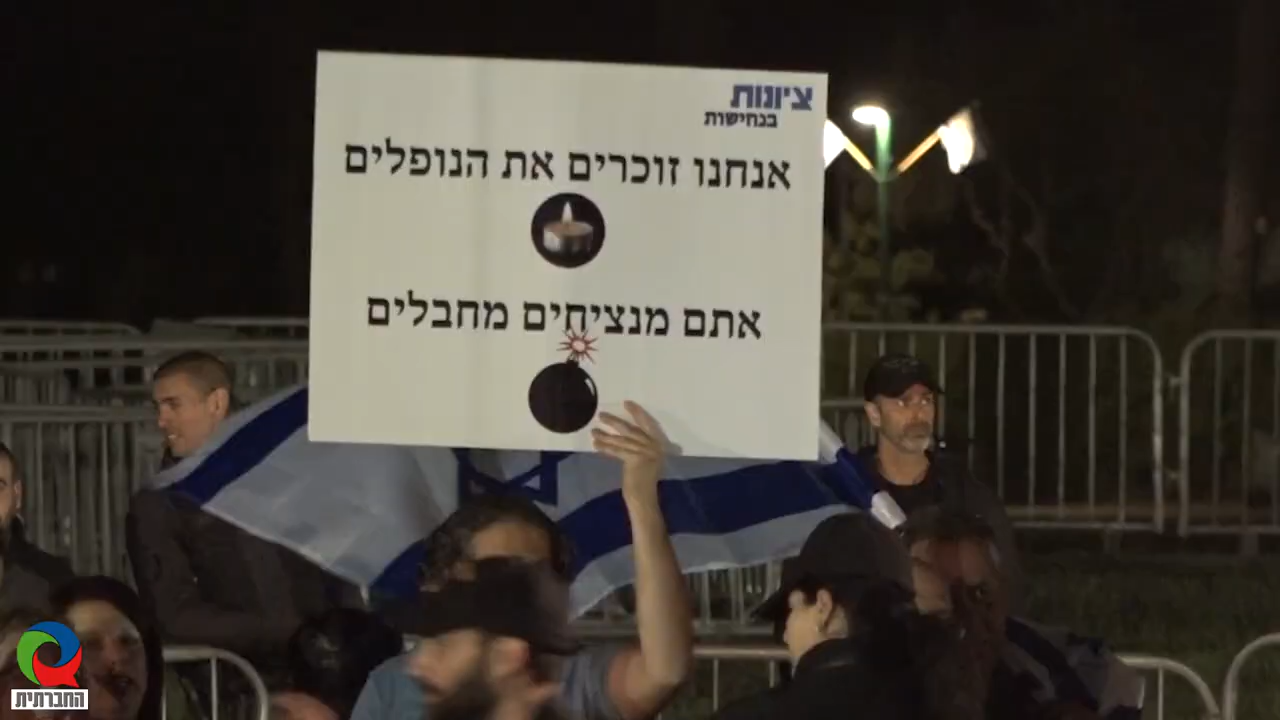 ציונות
בנחישות
אנחנו זוכרים את הנופלים
אתם מנציחים מחבלים
החברתית